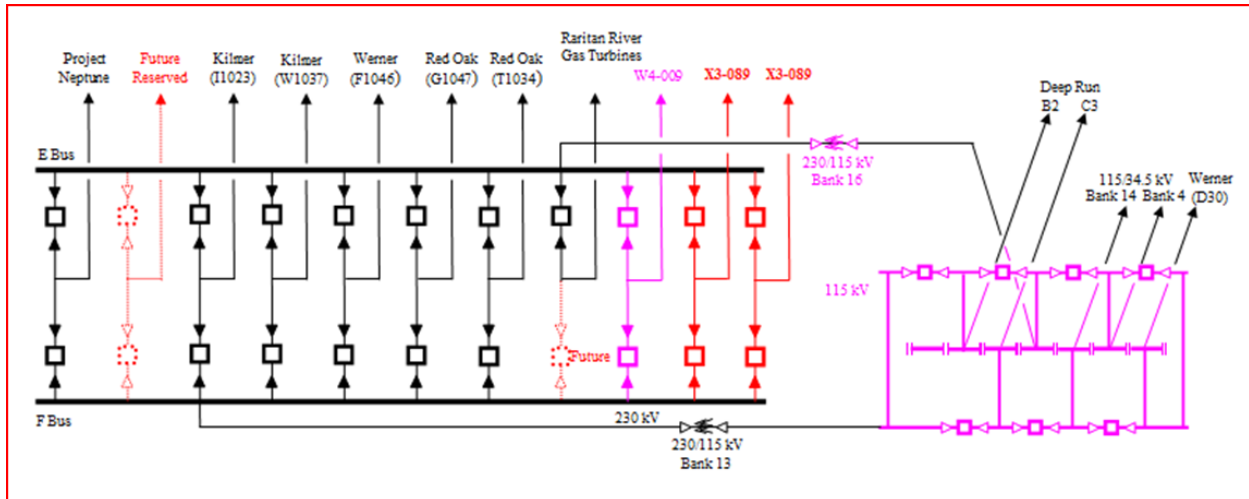 Project
Neptune
Future
Reserved
Kilmer
(I1023)
Kilmer
(W1037)
Werner
(F1046)
Red Oak
(G1047)
Red Oak
(T1034)
Raritan River
Gas Turbines
W4-009
X3-089
X3-089
Deep Run
B2 C3
E Bus
230/115 kV
Bank 16
115/34.5 kV
Bank 14 Bank 4
Werner
(D30)
115 kV
Future
F Bus
230 kV
230/115 kV
Bank 13